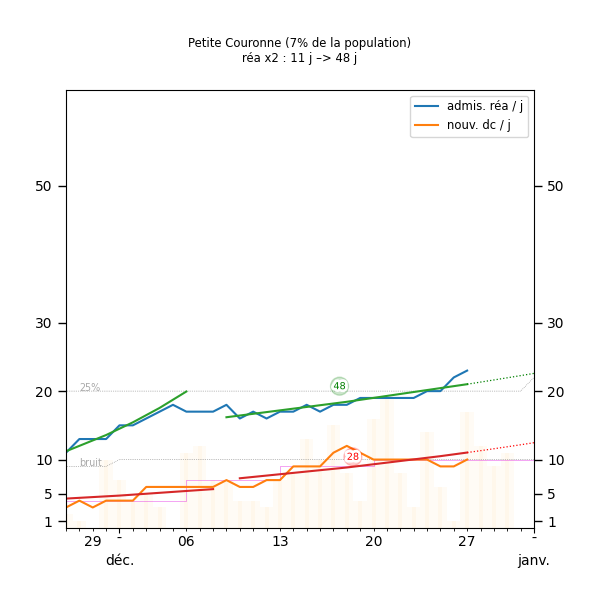 Petite Couronne (7% de la population)
réa x2 : 11 j –> 48 j
admis. réa / j
nouv. dc / j
50 50
30 30
25%
48
20 20
28
bruit
10 10
5 5
1 1
29 - 06 13 20 27 -
déc. janv.